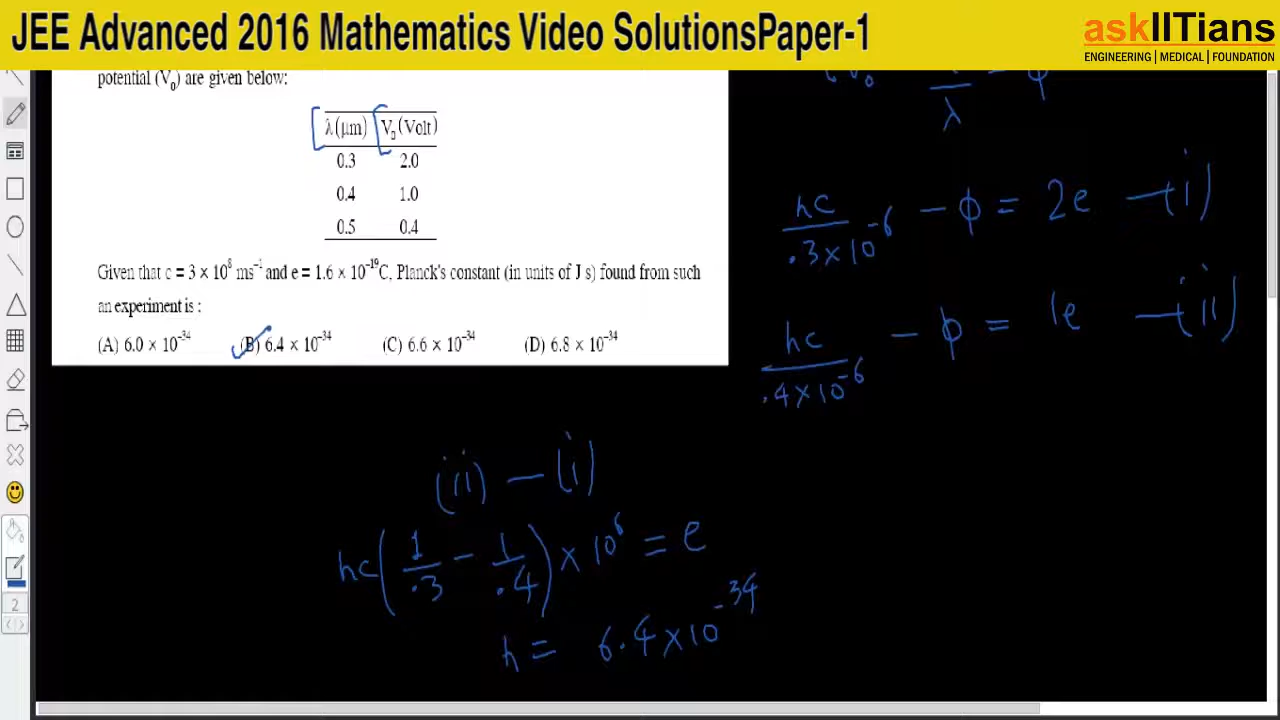 JEE Advanced 2016 Mathematics Video SolutionsPaper-1
askIITians
ENGINEERING | MEDICAL | FOUNDATION
potential (V₀) are given below:
λ(μm) V₀(Volt)
0.3 2.0
0.4 1.0
0.5 0.4
Given that c = 3 × 10⁸ ms⁻¹ and e = 1.6 × 10⁻¹⁹ C, Planck's constant (in units of J s) found from such
an experiment is :
(A) 6.0 × 10⁻³⁴ (B) 6.4 × 10⁻³⁴ (C) 6.6 × 10⁻³⁴ (D) 6.8 × 10⁻³⁴
λ
hc/.3×10⁻⁶ − φ = 2e —(i)
hc/.4×10⁻⁶ − φ = 1e —(ii)
(ii) − (i)
hc(1/.3 − 1/.4) × 10⁶ = e
h = 6.4×10⁻³⁴
2